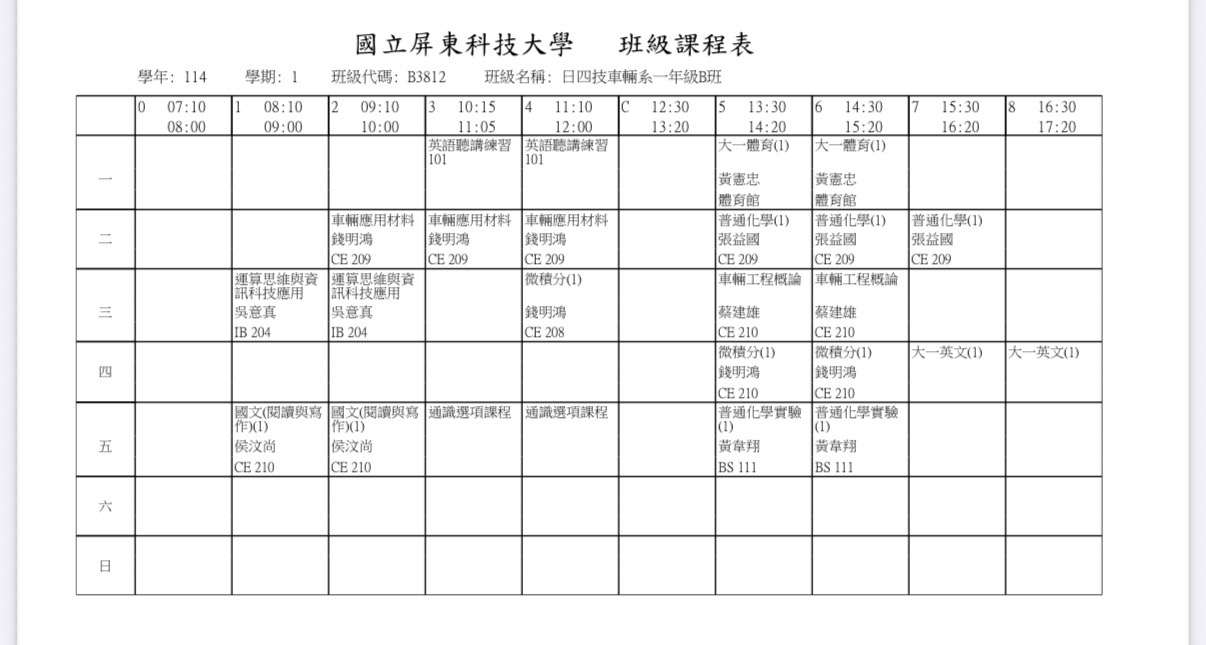 國立屏東科技大學 班級課程表
學年: 114 學期: 1 班級代碼: B3812 班級名稱: 日四技車輛系一年級B班
0 07:10 1 08:10 2 09:10 3 10:15 4 11:10 C 12:30 5 13:30 6 14:30 7 15:30 8 16:30
08:00 09:00 10:00 11:05 12:00 13:20 14:20 15:20 16:20 17:20
英語聽講練習 英語聽講練習 大一體育(1) 大一體育(1)
101 101
一 黃憲忠 黃憲忠
體育館 體育館
車輛應用材料 車輛應用材料 車輛應用材料 普通化學(1) 普通化學(1) 普通化學(1)
二 錢明鴻 錢明鴻 錢明鴻 張益國 張益國 張益國
CE 209 CE 209 CE 209 CE 209 CE 209 CE 209
運算思維與資 運算思維與資 微積分(1) 車輛工程概論 車輛工程概論
訊科技應用 訊科技應用
三 吳意真 吳意真 錢明鴻 蔡建雄 蔡建雄
IB 204 IB 204 CE 208 CE 210 CE 210
微積分(1) 微積分(1) 大一英文(1) 大一英文(1)
四 錢明鴻 錢明鴻
CE 210 CE 210
國文(閱讀與寫 國文(閱讀與寫 通識選項課程 通識選項課程 普通化學實驗 普通化學實驗
作)(1) 作)(1) (1) (1)
五 侯汶尚 侯汶尚 黃韋翔 黃韋翔
CE 210 CE 210 BS 111 BS 111
六
日